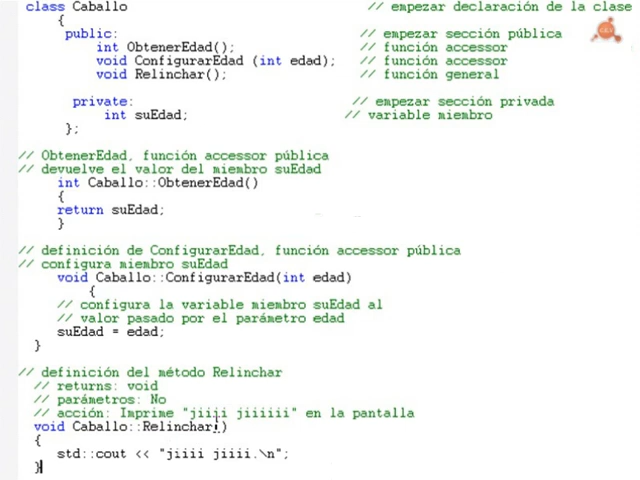 class Caballo // empezar declaración de la clase
{
public: // empezar sección pública
int ObtenerEdad(); // función accessor
void ConfigurarEdad (int edad); // función accessor
void Relinchar(); // función general
private: // empezar sección privada
int suEdad; // variable miembro
};
// ObtenerEdad, función accessor pública
// devuelve el valor del miembro suEdad
int Caballo::ObtenerEdad()
{
return suEdad;
}
// definición de ConfigurarEdad, función accessor pública
// configura miembro suEdad
void Caballo::ConfigurarEdad(int edad)
{
// configura la variable miembro suEdad al
// valor pasado por el parámetro edad
suEdad = edad;
}
// definición del método Relinchar
// returns: void
// parámetros: No
// acción: Imprime "jiiii jiiiiii" en la pantalla
void Caballo::Relinchar()
{
std::cout << "jiiii jiiii.\n";
}